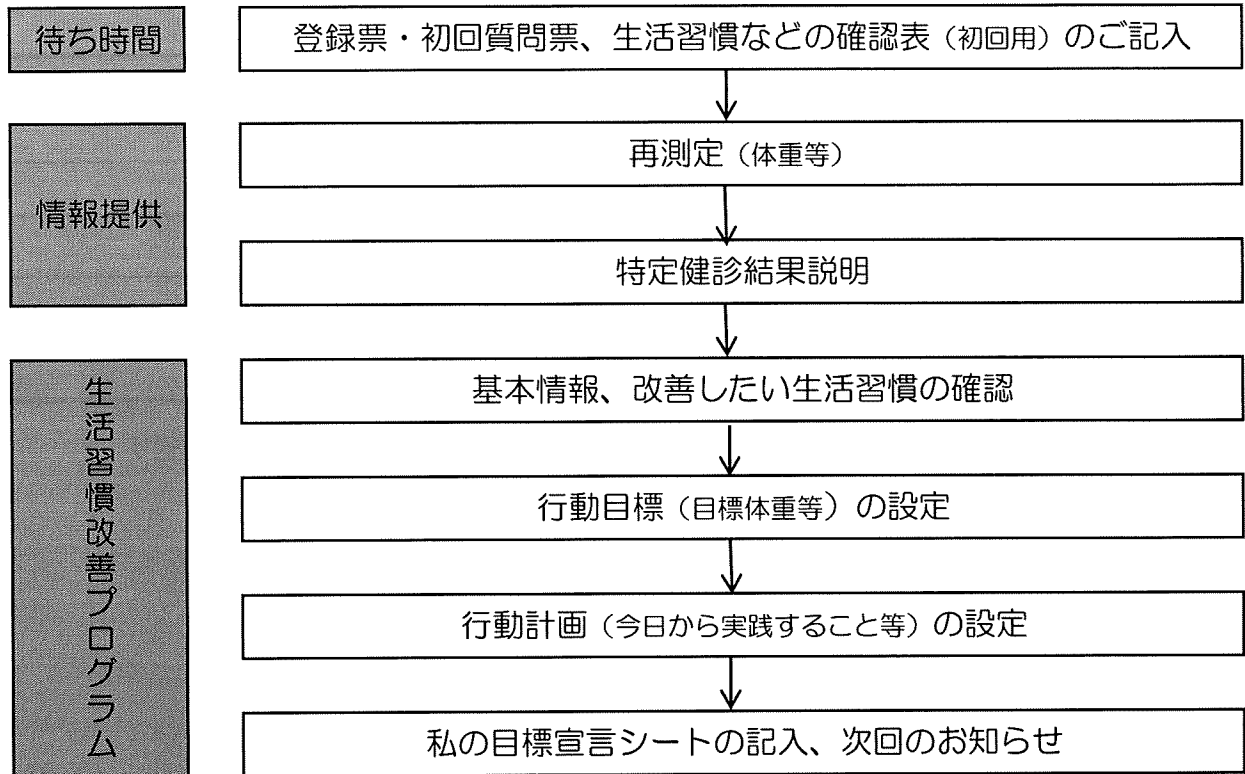 待ち時間
登録票・初回質問票、生活習慣などの確認表（初回用）のご記入
情報提供
再測定（体重等）
特定健診結果説明
生活習慣改善プログラム
基本情報、改善したい生活習慣の確認
行動目標（目標体重等）の設定
行動計画（今日から実践すること等）の設定
私の目標宣言シートの記入、次回のお知らせ